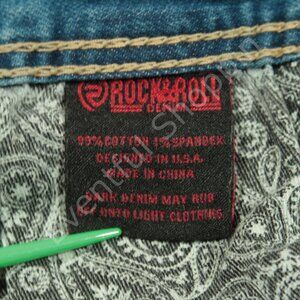 ROCK&ROLL
DENIM
99% COTTON 1% SPANDEX
DESIGNED IN U.S.A.
MADE IN CHINA
DARK DENIM MAY RUB
OFF ONTO LIGHT CLOTHING